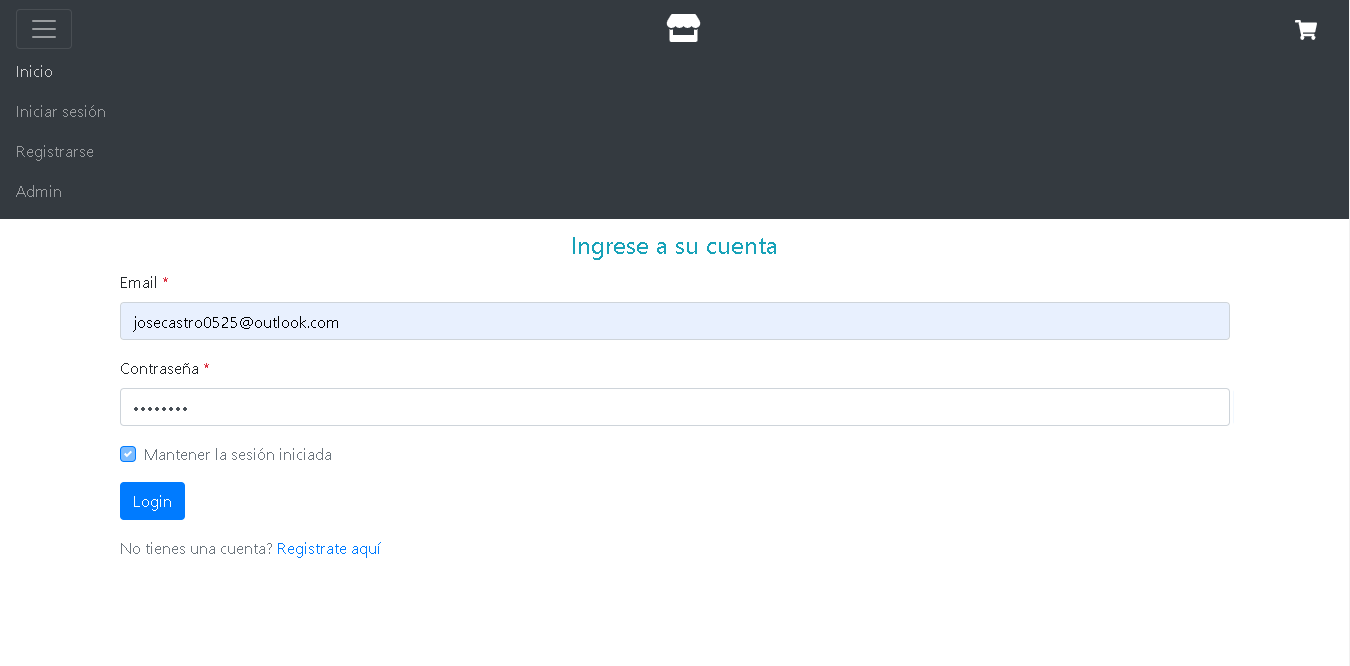 Inicio
Iniciar sesión
Registrarse
Admin
Ingrese a su cuenta
Email *
josecastro0525@outlook.com
Contraseña *
••••••••
Mantener la sesión iniciada
Login
No tienes una cuenta? Registrate aquí